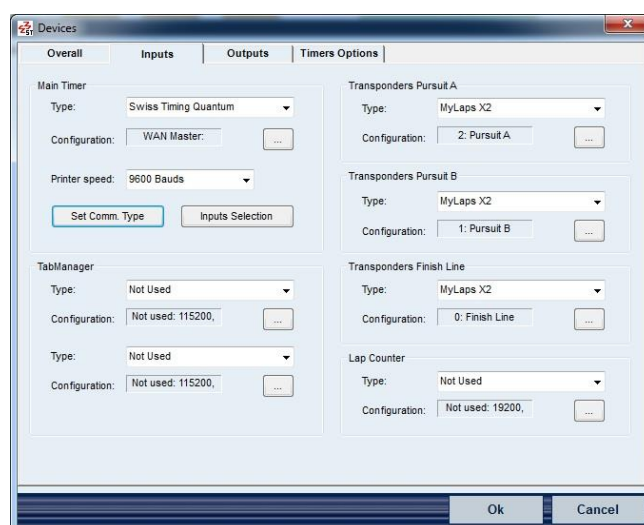 Devices
Overall
Inputs
Outputs
Timers Options
Main Timer
Type:
Swiss Timing Quantum
Configuration:
WAN Master:
...
Printer speed:
9600 Bauds
Set Comm. Type
Inputs Selection
TabManager
Type:
Not Used
Configuration:
Not used: 115200,
...
Type:
Not Used
Configuration:
Not used: 115200,
...
Transponders Pursuit A
Type:
MyLaps X2
Configuration:
2: Pursuit A
...
Transponders Pursuit B
Type:
MyLaps X2
Configuration:
1: Pursuit B
...
Transponders Finish Line
Type:
MyLaps X2
Configuration:
0: Finish Line
...
Lap Counter
Type:
Not Used
Configuration:
Not used: 19200,
...
Ok
Cancel